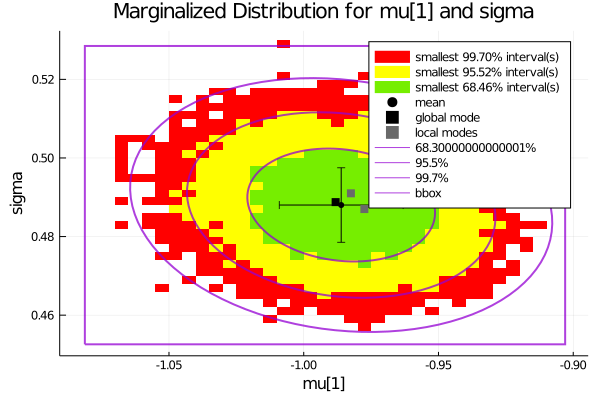 Marginalized Distribution for mu[1] and sigma
smallest 99.70% interval(s)
smallest 95.52% interval(s)
smallest 68.46% interval(s)
mean
global mode
local modes
68.30000000000001%
95.5%
99.7%
bbox
0.52
0.50
0.48
0.46
sigma
-1.05
-1.00
-0.95
-0.90
mu[1]